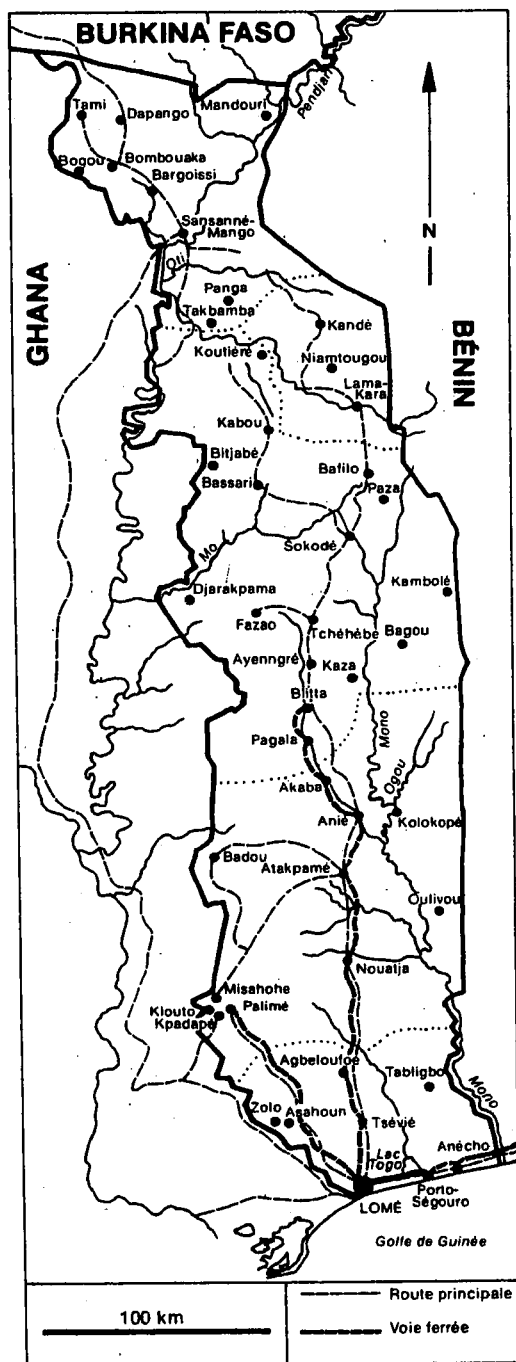 BURKINA FASO
Tami
Dapango
Mandouri
Pendjari
Bogou
Bombouaka
Bargoissi
N
Sansanné-
Mango
Oti
GHANA
Panga
Takbamba
Kandé
BÉNIN
Koutière
Niamtougou
Lama-
Kara
Kabou
Bitjabé
Bafilo
Bassari
Paza
Sokodé
Mo
Djarakpama
Kambolé
Fazao
Tchéhébe
Bagou
Ayenngré
Kaza
Blitta
Mono
Pagala
Ogou
Akaba
Anié
Kolokopé
Badou
Atakpamé
Oulivou
Nouatja
Misahohe
Klouto
Palimé
Kpadapé
Agbeloufoé
Tabligbo
Mono
Zolo
Asahoun
Tsévié
Anécho
Lac
Togo
LOMÉ
Porto-
Ségouro
Golfe de Guinée
Route principale
100 km
Voie ferrée